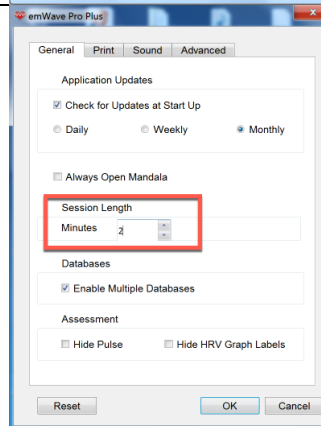 emWave Pro Plus
x
General Print Sound Advanced
Application Updates
Check for Updates at Start Up
Daily Weekly Monthly
Always Open Mandala
Session Length
Minutes 2
Databases
Enable Multiple Databases
Assessment
Hide Pulse Hide HRV Graph Labels
Reset OK Cancel